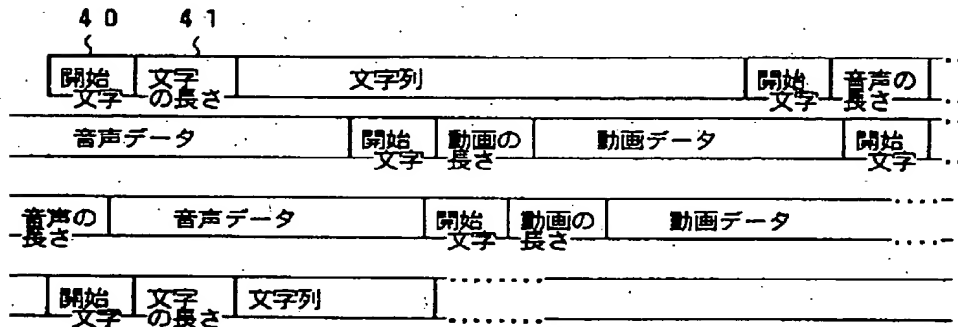 40 41
開始文字 文字の長さ 文字列 開始文字 音声の長さ
音声データ 開始文字 動画の長さ 動画データ 開始文字
音声の長さ 音声データ 開始文字 動画の長さ 動画データ
開始文字 文字の長さ 文字列